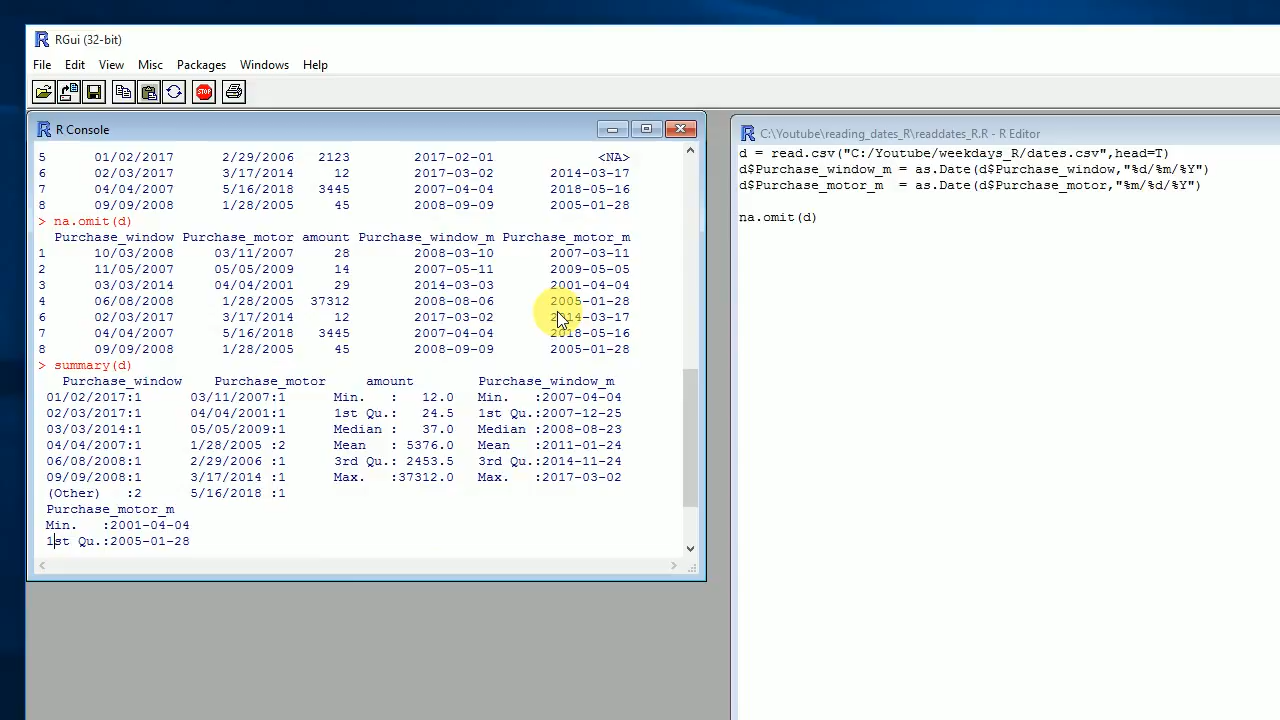 RGui (32-bit)
File Edit View Misc Packages Windows Help
STOP
R Console
5 01/02/2017 2/29/2006 2123 2017-02-01 <NA>
6 02/03/2017 3/17/2014 12 2017-03-02 2014-03-17
7 04/04/2007 5/16/2018 3445 2007-04-04 2018-05-16
8 09/09/2008 1/28/2005 45 2008-09-09 2005-01-28
> na.omit(d)
Purchase_window Purchase_motor amount Purchase_window_m Purchase_motor_m
1 10/03/2008 03/11/2007 28 2008-03-10 2007-03-11
2 11/05/2007 05/05/2009 14 2007-05-11 2009-05-05
3 03/03/2014 04/04/2001 29 2014-03-03 2001-04-04
4 06/08/2008 1/28/2005 37312 2008-08-06 2005-01-28
6 02/03/2017 3/17/2014 12 2017-03-02 2014-03-17
7 04/04/2007 5/16/2018 3445 2007-04-04 2018-05-16
8 09/09/2008 1/28/2005 45 2008-09-09 2005-01-28
> summary(d)
Purchase_window Purchase_motor amount Purchase_window_m
01/02/2017:1 03/11/2007:1 Min. : 12.0 Min. :2007-04-04
02/03/2017:1 04/04/2001:1 1st Qu.: 24.5 1st Qu.:2007-12-25
03/03/2014:1 05/05/2009:1 Median : 37.0 Median :2008-08-23
04/04/2007:1 1/28/2005 :2 Mean : 5376.0 Mean :2011-01-24
06/08/2008:1 2/29/2006 :1 3rd Qu.: 2453.5 3rd Qu.:2014-11-24
09/09/2008:1 3/17/2014 :1 Max. :37312.0 Max. :2017-03-02
(Other) :2 5/16/2018 :1
Purchase_motor_m
Min. :2001-04-04
1st Qu.:2005-01-28
C:\Youtube\reading_dates_R\readdates_R.R - R Editor
d = read.csv("C:/Youtube/weekdays_R/dates.csv",head=T)
d$Purchase_window_m = as.Date(d$Purchase_window,"%d/%m/%Y")
d$Purchase_motor_m = as.Date(d$Purchase_motor,"%m/%d/%Y")
na.omit(d)